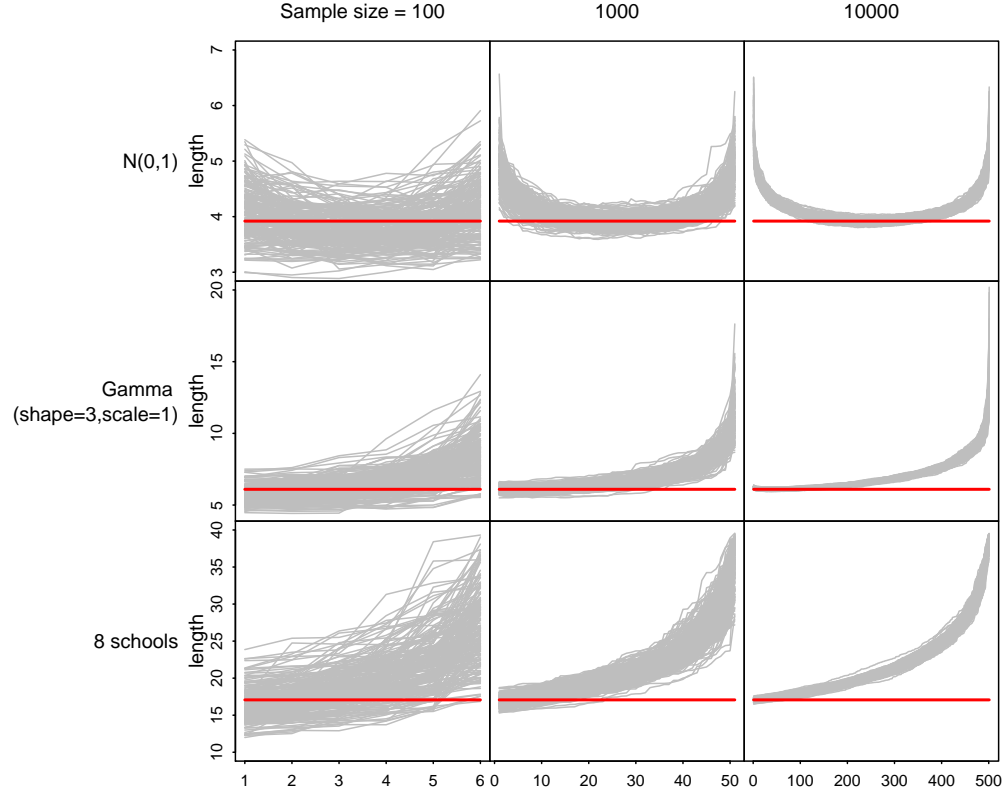 Sample size = 100
1000
10000
N(0,1)
length
7
6
5
4
3
Gamma
(shape=3,scale=1)
length
20
15
10
5
8 schools
length
40
35
30
25
20
15
10
1 2 3 4 5 6
0 10 20 30 40 50
0 100 200 300 400 500